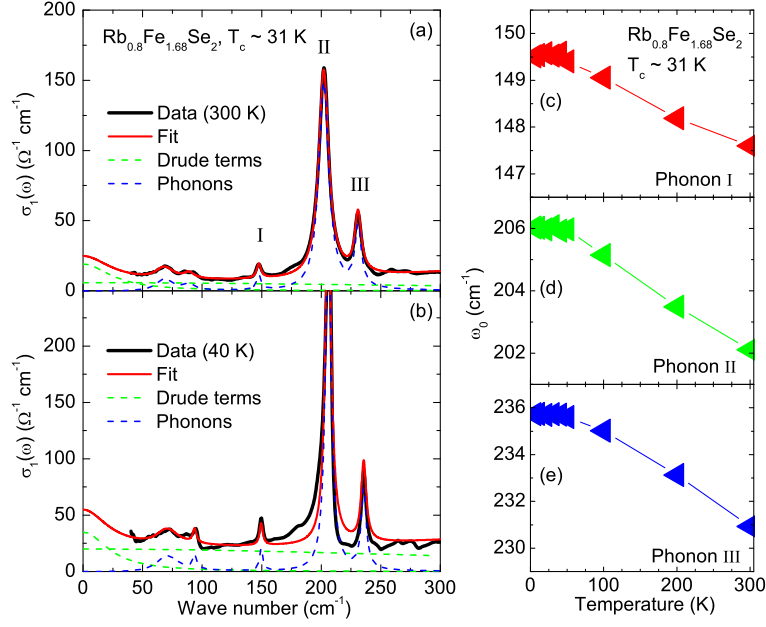 Rb0.8Fe1.68Se2, Tc ~ 31 K
(a)
II
Data (300 K)
Fit
Drude terms
Phonons
III
I
σ1(ω) (Ω-1 cm-1)
200
150
100
50
0
(b)
Data (40 K)
Fit
Drude terms
Phonons
σ1(ω) (Ω-1 cm-1)
200
150
100
50
0
0 50 100 150 200 250 300
Wave number (cm-1)
Rb0.8Fe1.68Se2
Tc ~ 31 K
(c)
Phonon I
150
149
148
147
(d)
Phonon II
206
204
202
ω0 (cm-1)
(e)
Phonon III
236
234
232
230
0 100 200 300
Temperature (K)